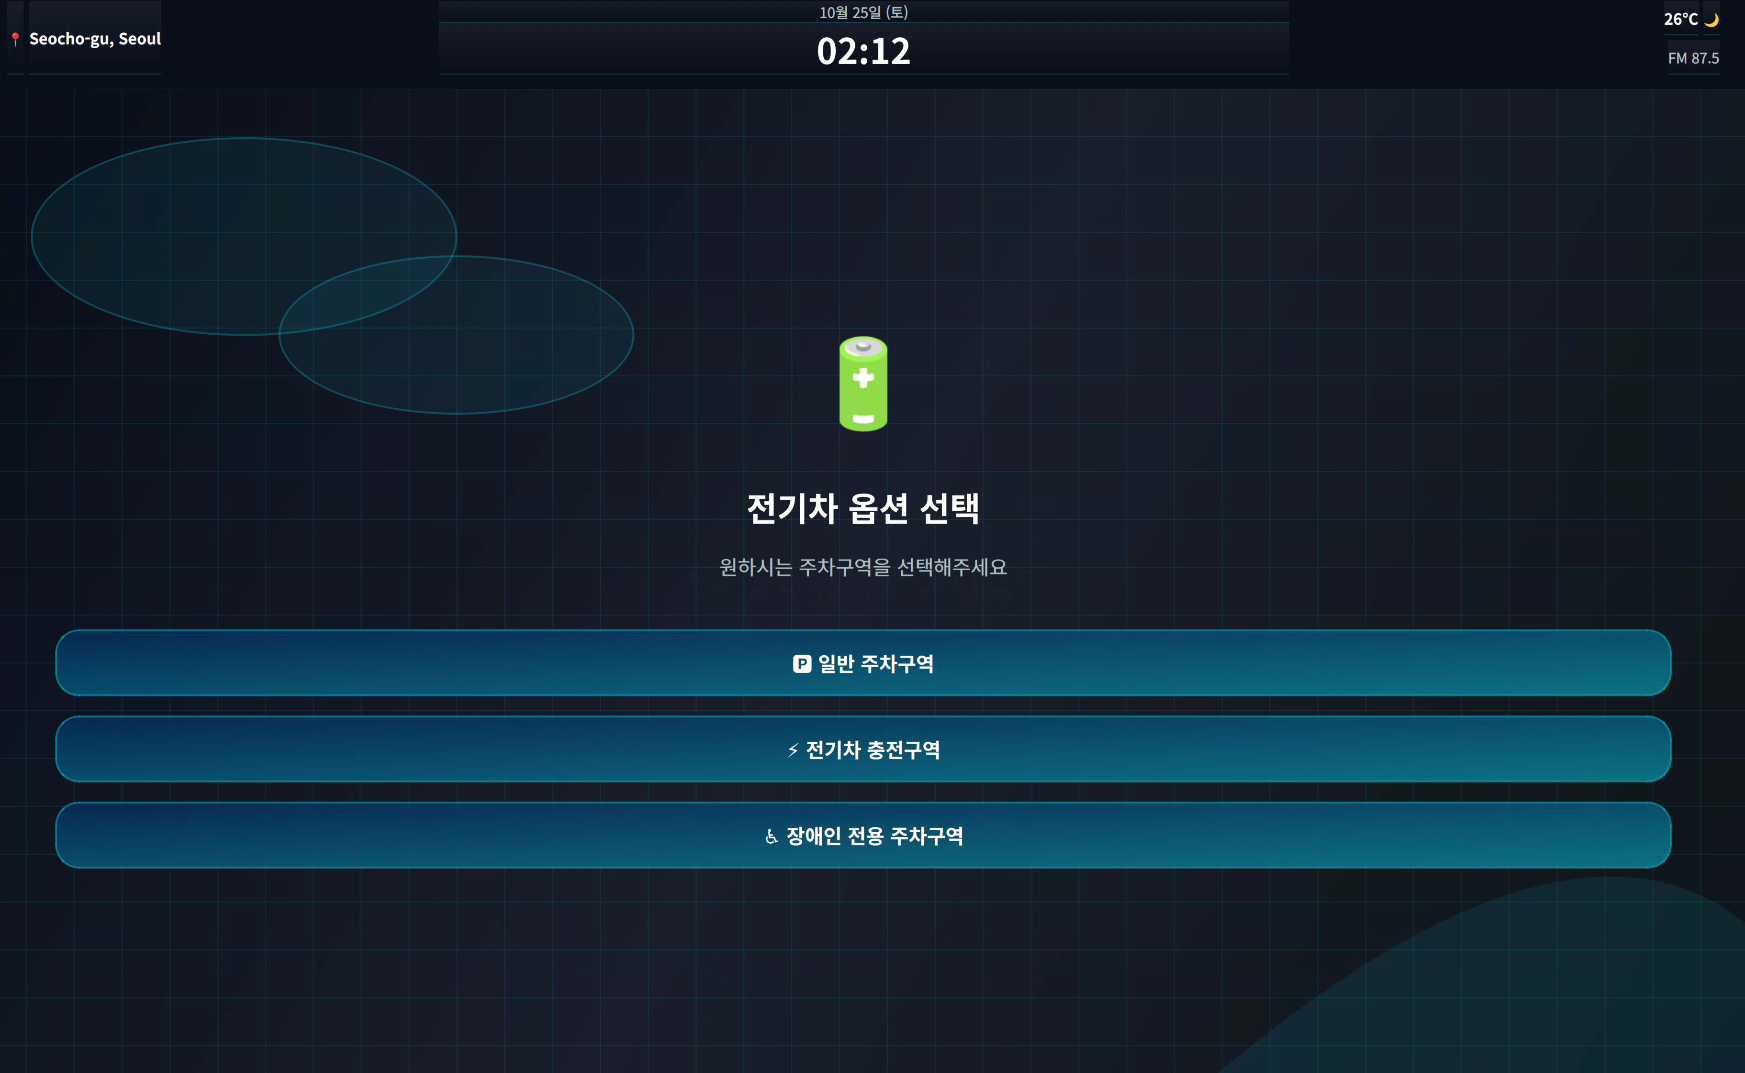 📍 Seocho-gu, Seoul
10월 25일 (토)
02:12
26°C 🌙
FM 87.5
전기차 옵션 선택
원하시는 주차구역을 선택해주세요
🅿 일반 주차구역
⚡ 전기차 충전구역
♿ 장애인 전용 주차구역